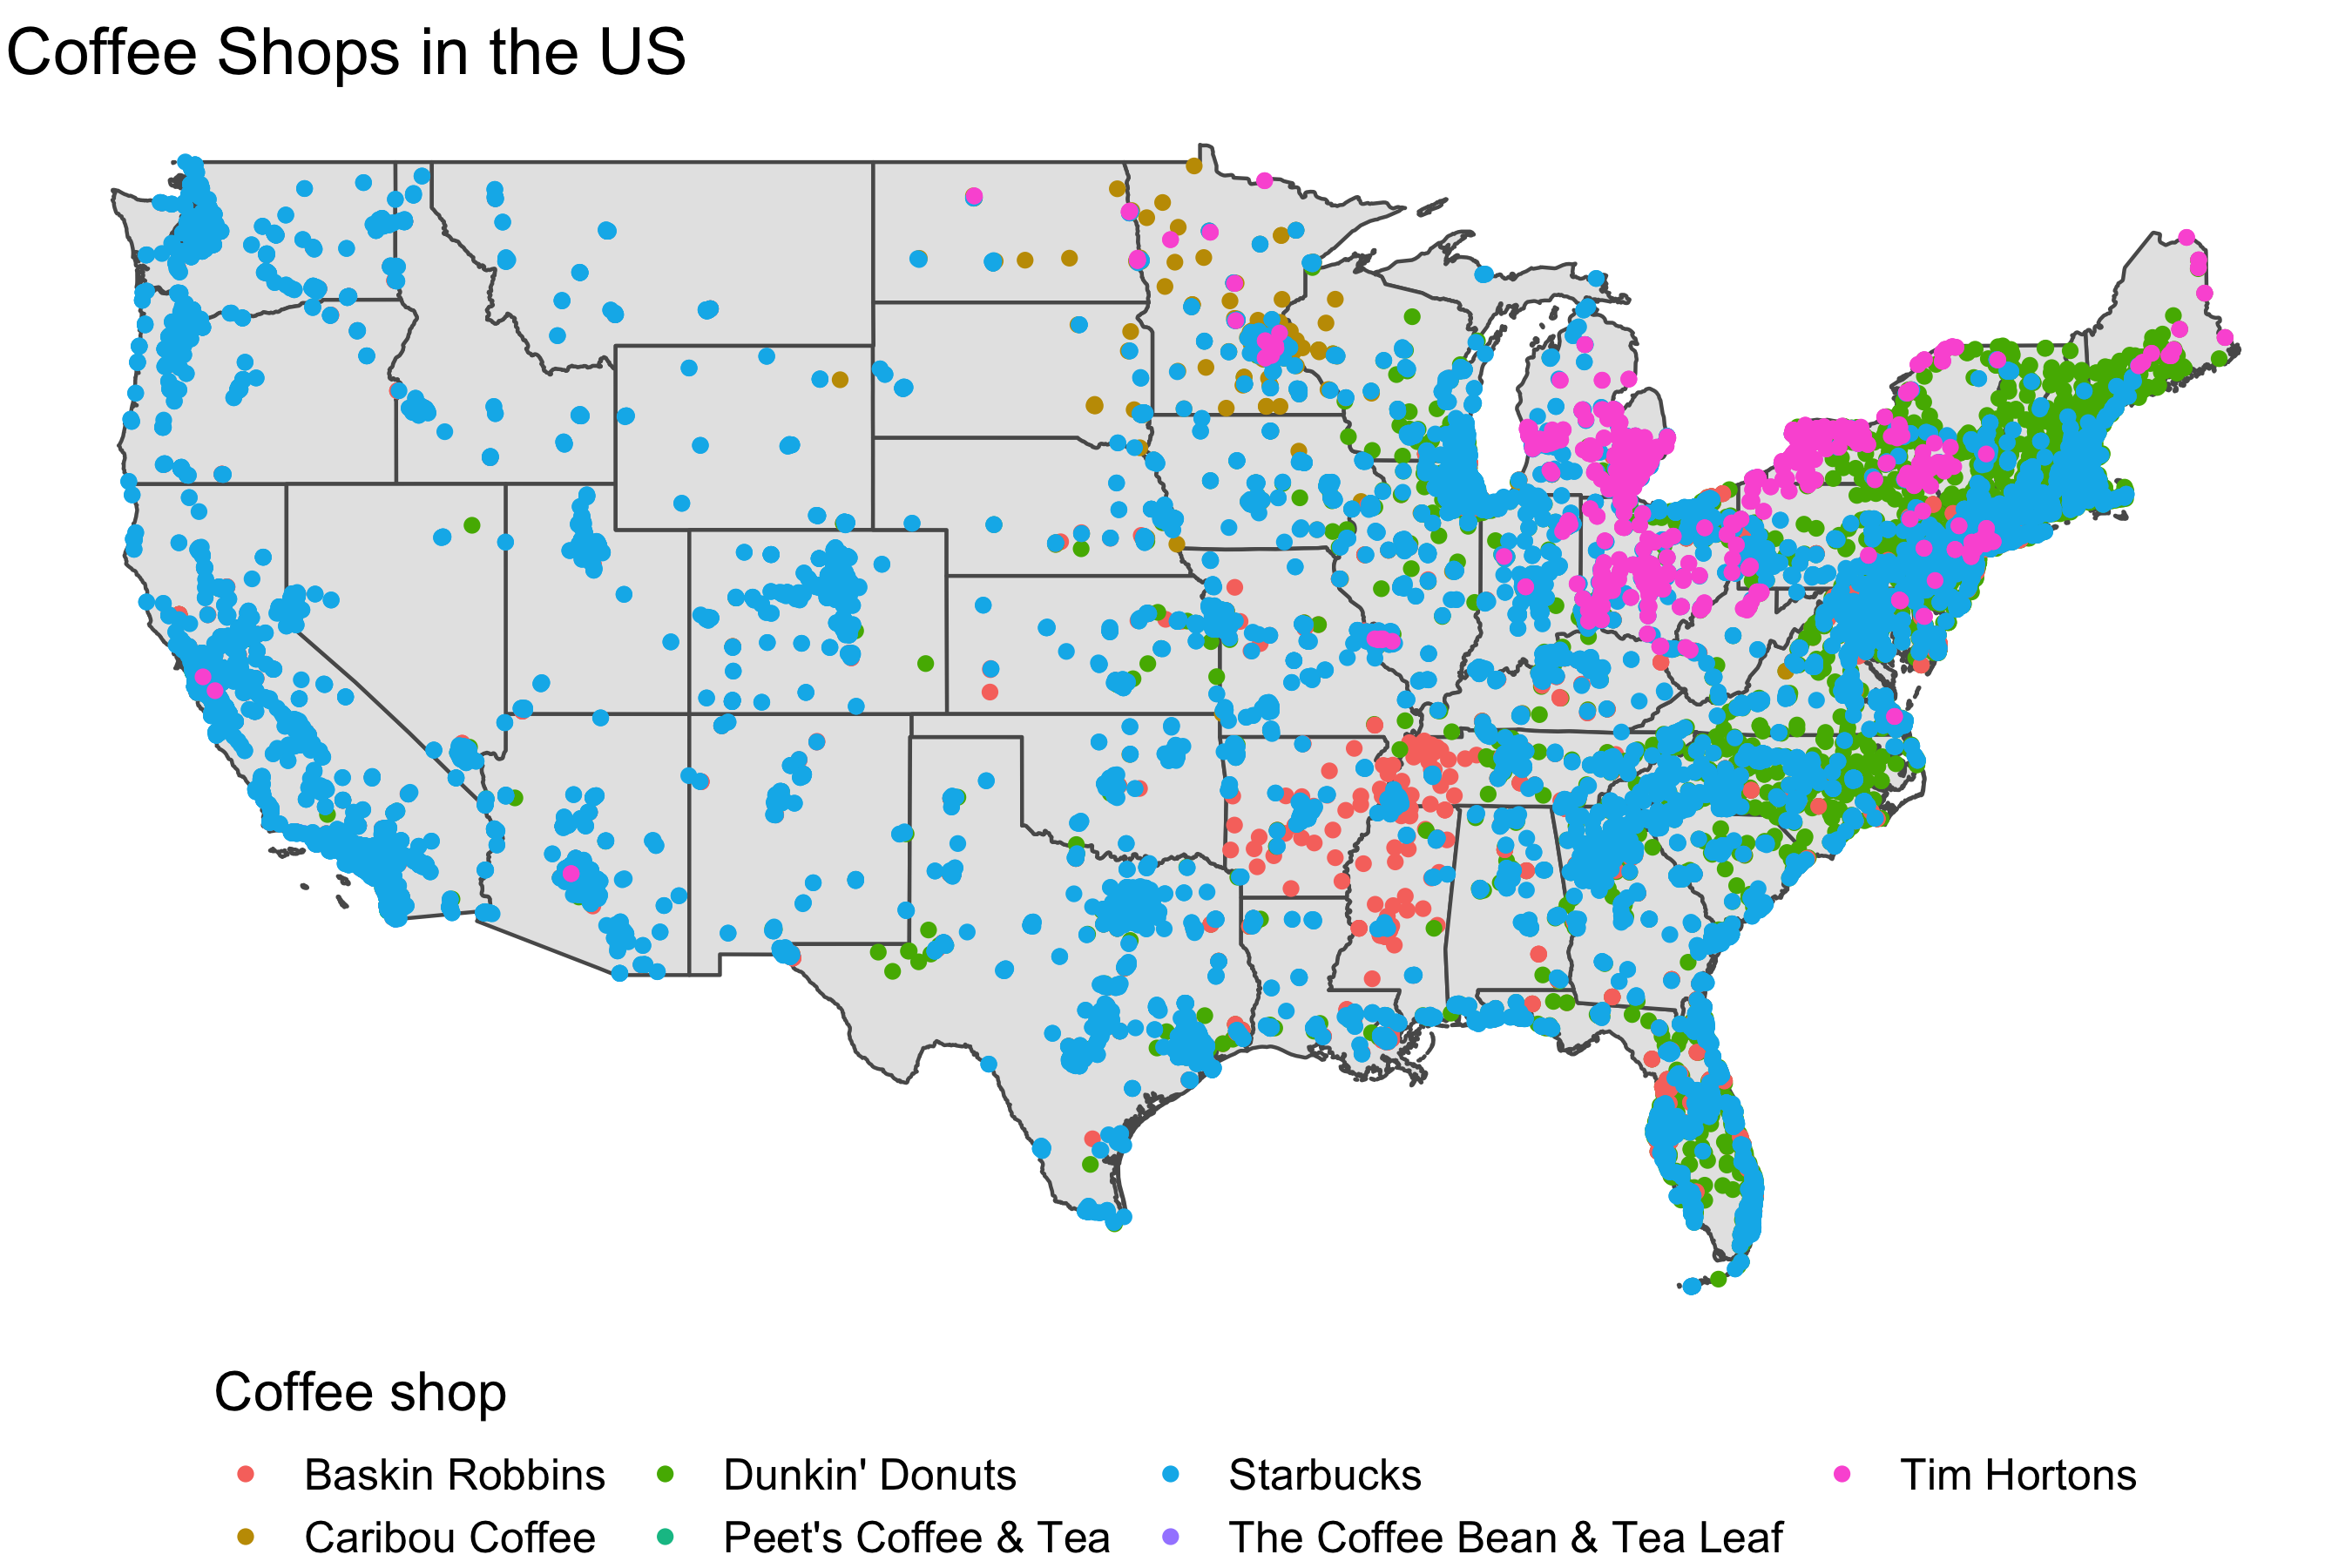 Coffee Shops in the US
Coffee shop
Baskin Robbins Dunkin' Donuts Starbucks Tim Hortons
Caribou Coffee Peet's Coffee & Tea The Coffee Bean & Tea Leaf